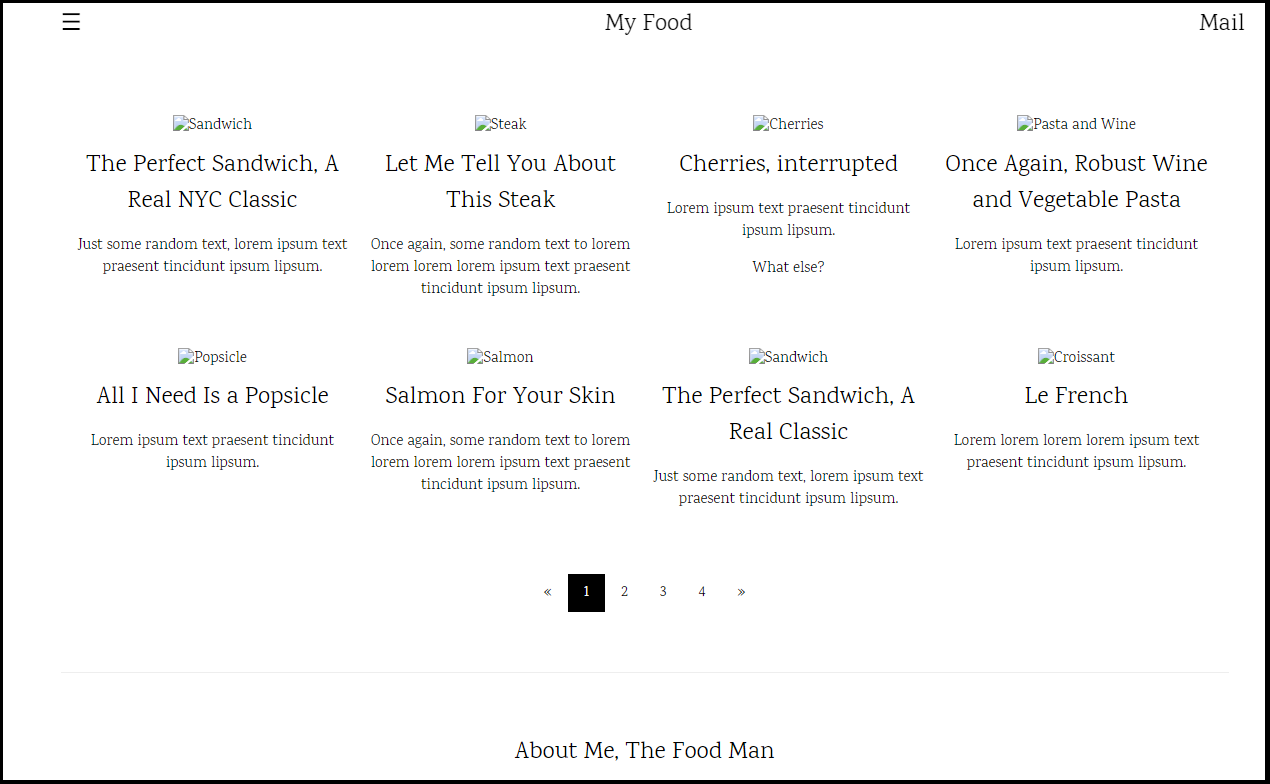 ☰ My Food Mail
Sandwich
The Perfect Sandwich, A
Real NYC Classic
Just some random text, lorem ipsum text
praesent tincidunt ipsum lipsum.
Steak
Let Me Tell You About
This Steak
Once again, some random text to lorem
lorem lorem lorem ipsum text praesent
tincidunt ipsum lipsum.
Cherries
Cherries, interrupted
Lorem ipsum text praesent tincidunt
ipsum lipsum.
What else?
Pasta and Wine
Once Again, Robust Wine
and Vegetable Pasta
Lorem ipsum text praesent tincidunt
ipsum lipsum.
Popsicle
All I Need Is a Popsicle
Lorem ipsum text praesent tincidunt
ipsum lipsum.
Salmon
Salmon For Your Skin
Once again, some random text to lorem
lorem lorem lorem ipsum text praesent
tincidunt ipsum lipsum.
Sandwich
The Perfect Sandwich, A
Real Classic
Just some random text, lorem ipsum text
praesent tincidunt ipsum lipsum.
Croissant
Le French
Lorem lorem lorem lorem ipsum text
praesent tincidunt ipsum lipsum.
« 1 2 3 4 »
About Me, The Food Man